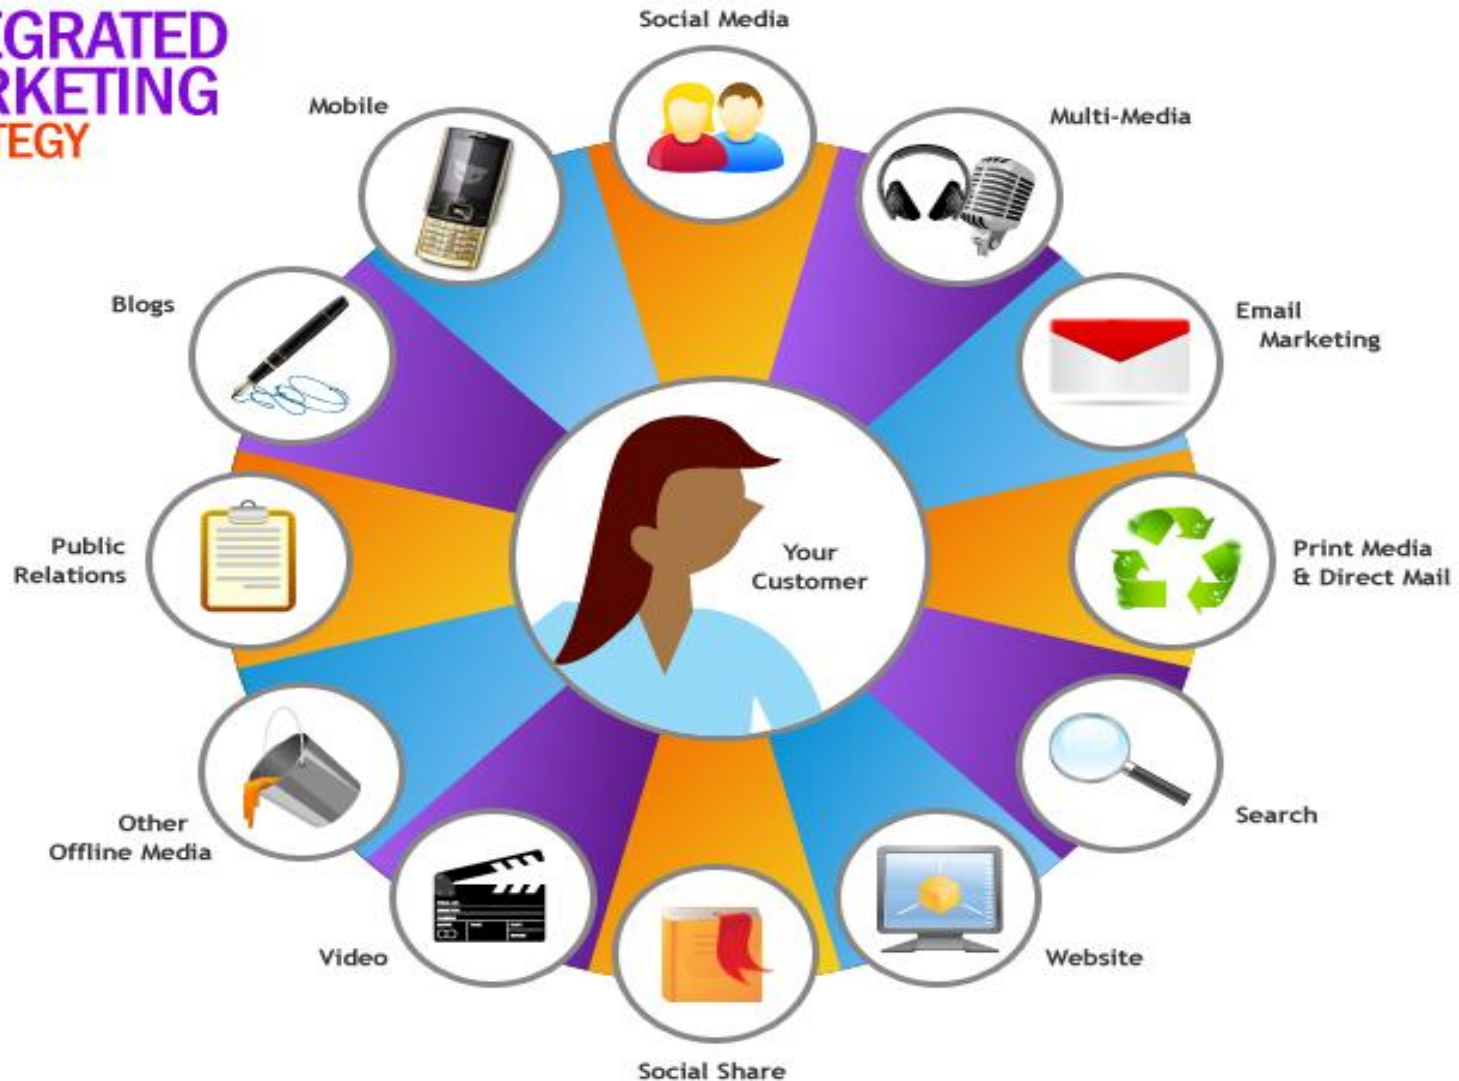 EGRATED
RKETING
TEGY
Social Media
Mobile
Multi-Media
Blogs
Email
Marketing
Public
Relations
Your
Customer
Print Media
& Direct Mail
Other
Offline Media
Search
Video
Website
Social Share